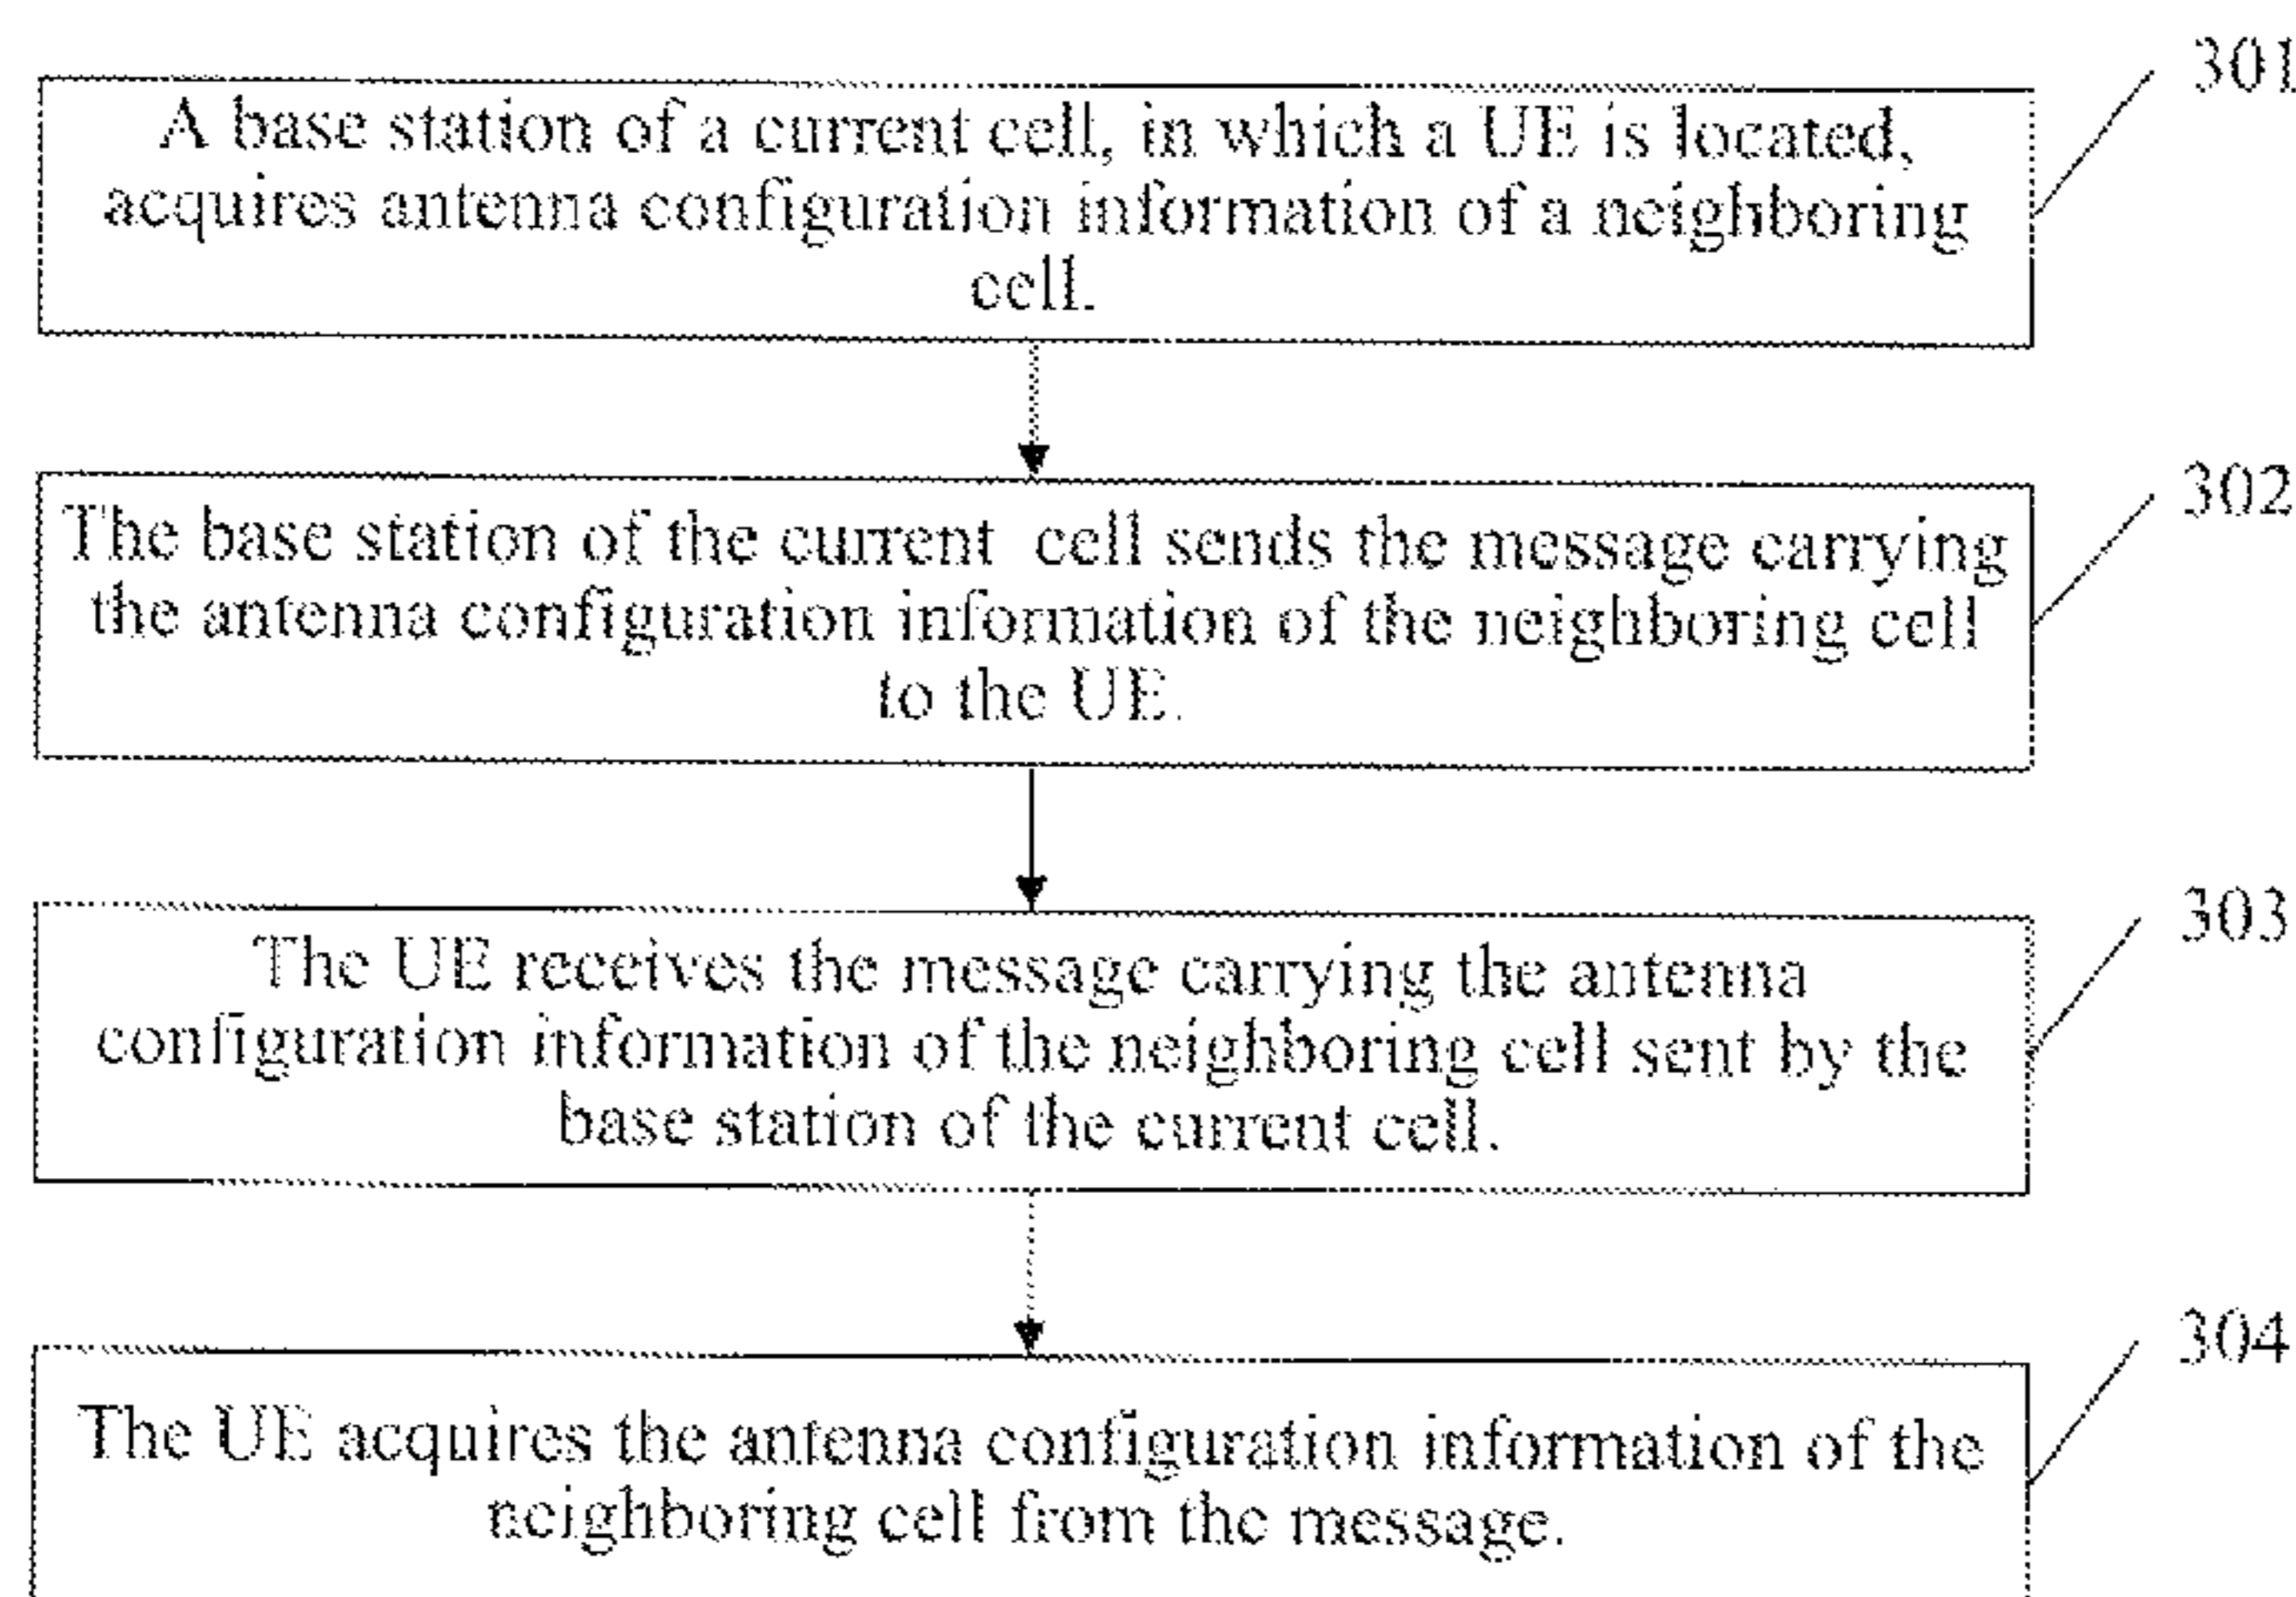 301
A base station of a current cell, in which a UE is located,
acquires antenna configuration information of a neighboring
cell.
302
The base station of the current cell sends the message carrying
the antenna configuration information of the neighboring cell
to the UE.
303
The UE receives the message carrying the antenna
configuration information of the neighboring cell sent by the
base station of the current cell.
304
The UE acquires the antenna configuration information of the
neighboring cell from the message.